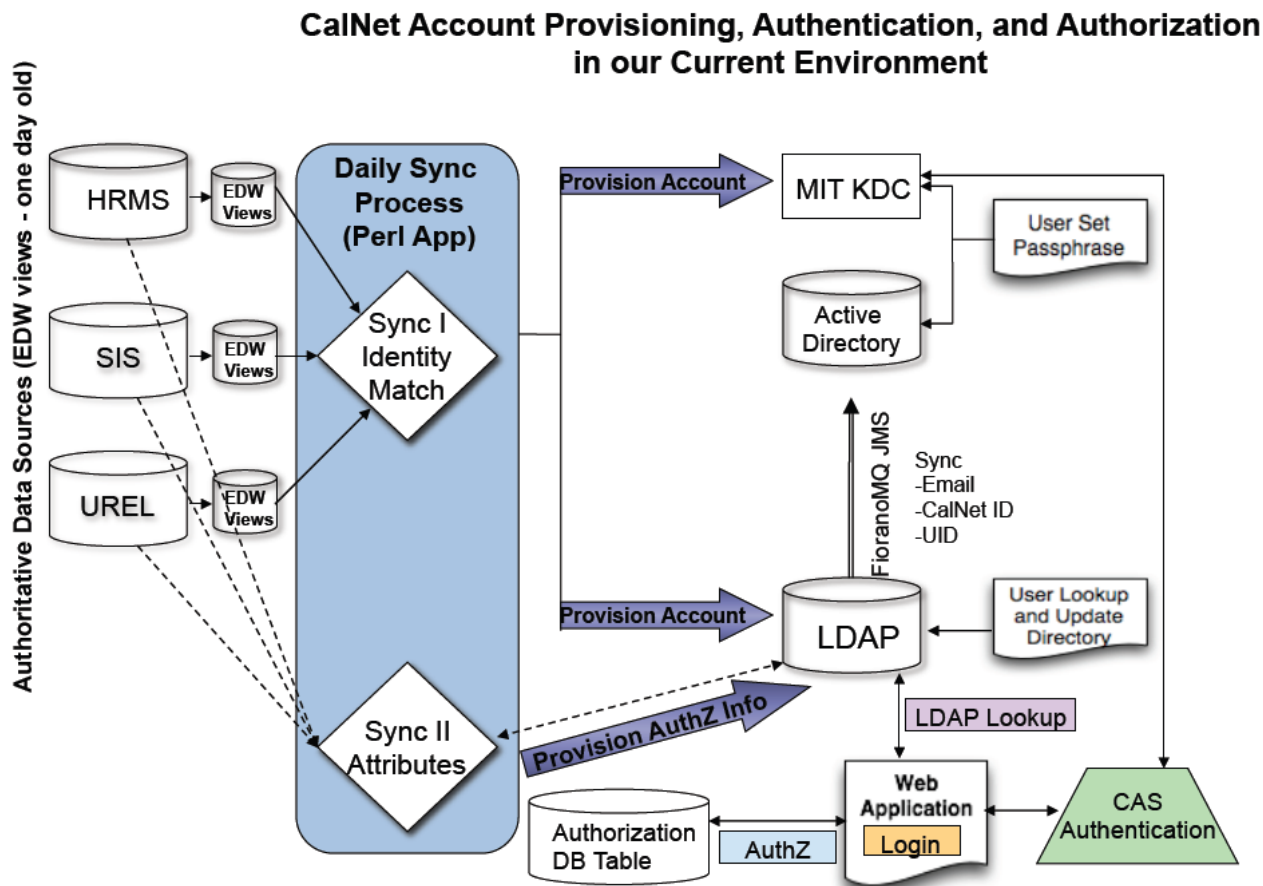 CalNet Account Provisioning, Authentication, and Authorization
in our Current Environment
Authoritative Data Sources (EDW views - one day old)
HRMS
EDW
Views
SIS
EDW
Views
UREL
EDW
Views
Daily Sync
Process
(Perl App)
Sync I
Identity
Match
Sync II
Attributes
Provision Account
MIT KDC
User Set
Passphrase
Active
Directory
FioranoMQ JMS
Sync
-Email
-CalNet ID
-UID
Provision Account
LDAP
User Lookup
and Update
Directory
Provision AuthZ Info
LDAP Lookup
Authorization
DB Table
AuthZ
Web
Application
Login
CAS
Authentication